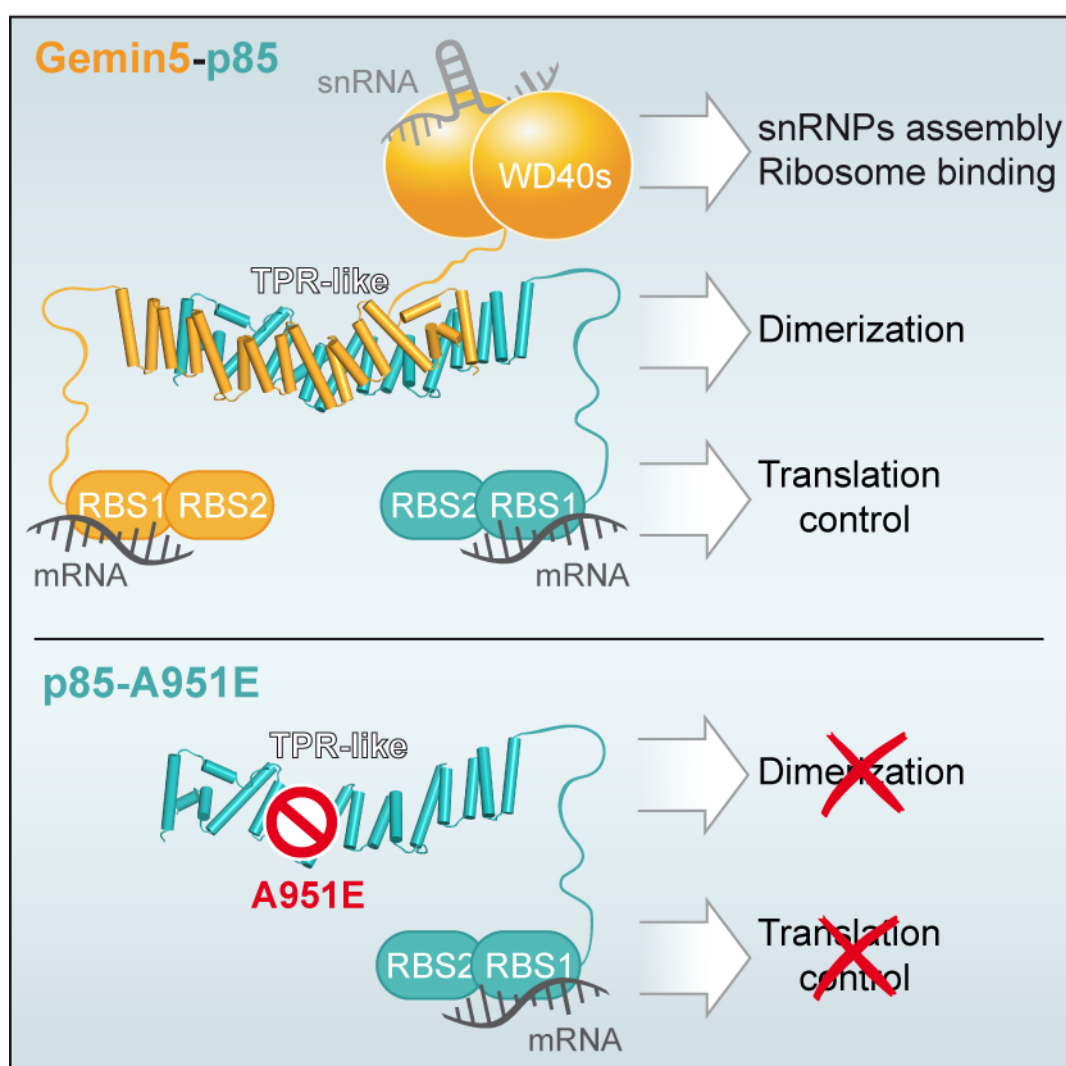 Gemin5-p85
snRNA
WD40s
snRNPs assembly
Ribosome binding
TPR-like
Dimerization
RBS1 RBS2
mRNA
RBS2 RBS1
mRNA
Translation
control
p85-A951E
TPR-like
A951E
Dimerization
RBS2 RBS1
mRNA
Translation
control